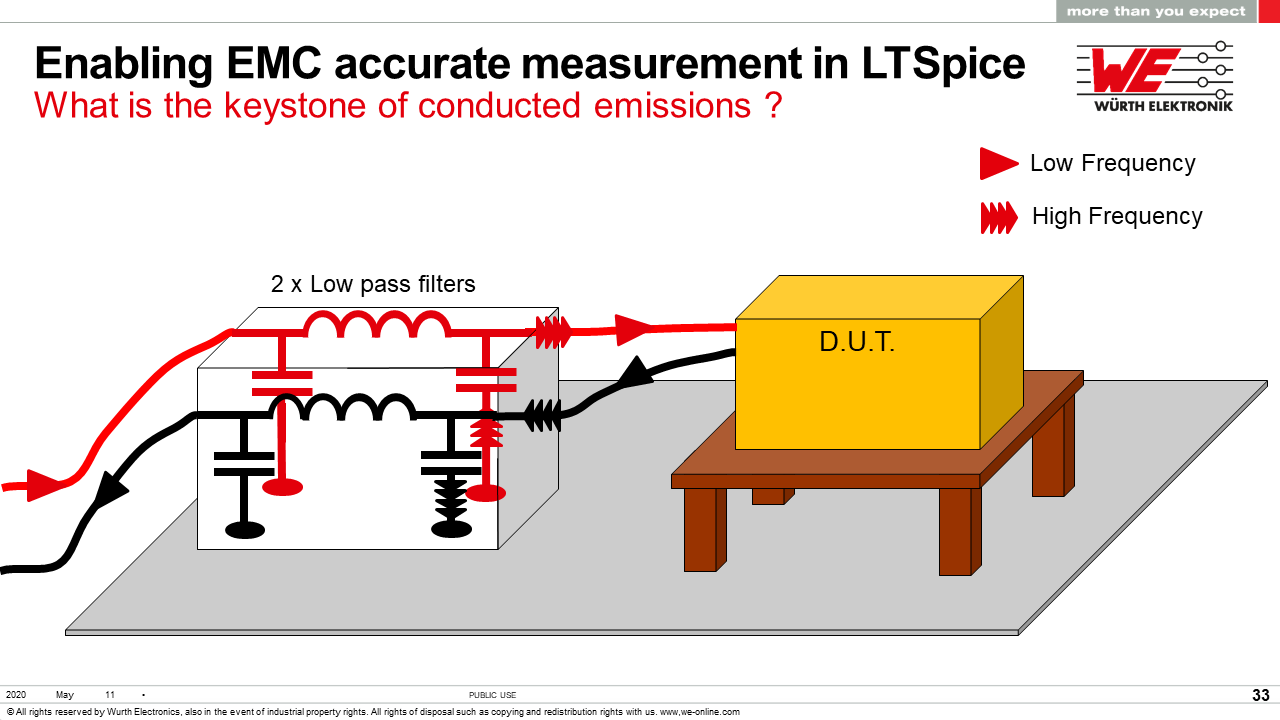 more than you expect
Enabling EMC accurate measurement in LTSpice
What is the keystone of conducted emissions ?
WE
WÜRTH ELEKTRONIK
Low Frequency
High Frequency
2 x Low pass filters
D.U.T.
2020 May 11 • PUBLIC USE 33
© All rights reserved by Wurth Electronics, also in the event of industrial property rights. All rights of disposal such as copying and redistribution rights with us. www,we-online.com